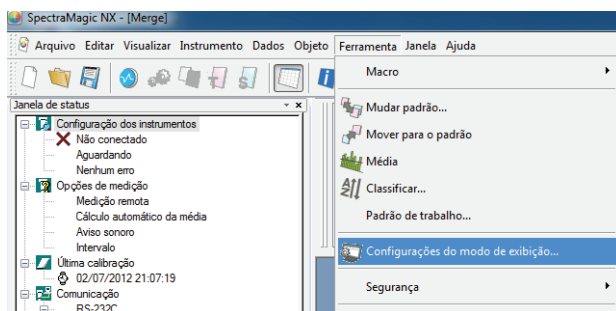 SpectraMagic NX - [Merge]
Arquivo Editar Visualizar Instrumento Dados Objeto Ferramenta Janela Ajuda
Janela de status
Configuração dos instrumentos
Não conectado
Aguardando
Nenhum erro
Opções de medição
Medição remota
Cálculo automático da média
Aviso sonoro
Intervalo
Última calibração
02/07/2012 21:07:19
Comunicação
RS-232C
Macro
Mudar padrão...
Mover para o padrão
Média
Classificar...
Padrão de trabalho...
Configurações do modo de exibição...
Segurança